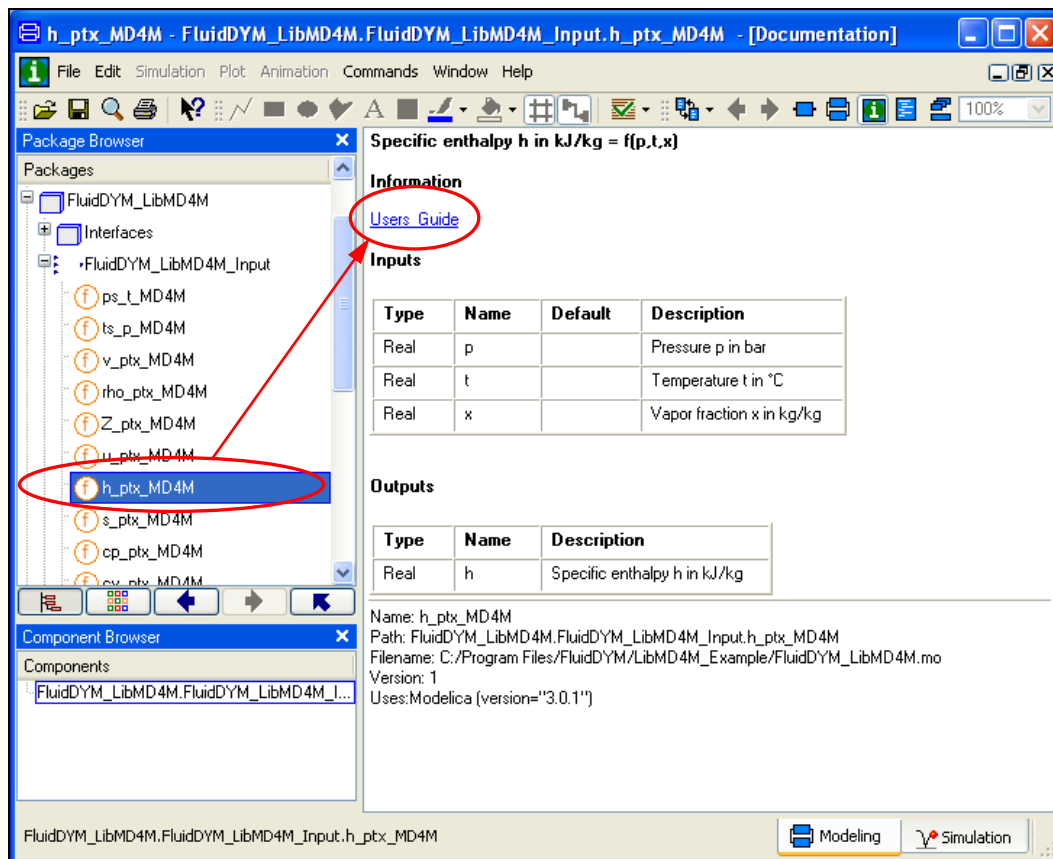 h_ptx_MD4M - FluidDYM_LibMD4M.FluidDYM_LibMD4M_Input.h_ptx_MD4M - [Documentation]
File Edit Simulation Plot Animation Commands Window Help
100%
Package Browser
Packages
FluidDYM_LibMD4M
Interfaces
FluidDYM_LibMD4M_Input
ps_t_MD4M
ts_p_MD4M
v_ptx_MD4M
rho_ptx_MD4M
Z_ptx_MD4M
u_ptx_MD4M
h_ptx_MD4M
s_ptx_MD4M
cp_ptx_MD4M
cv_ptx_MD4M
Component Browser
Components
FluidDYM_LibMD4M.FluidDYM_LibMD4M_I...
Specific enthalpy h in kJ/kg = f(p,t,x)
Information
Users_Guide
Inputs
Type Name Default Description
Real p Pressure p in bar
Real t Temperature t in °C
Real x Vapor fraction x in kg/kg
Outputs
Type Name Description
Real h Specific enthalpy h in kJ/kg
Name: h_ptx_MD4M
Path: FluidDYM_LibMD4M.FluidDYM_LibMD4M_Input.h_ptx_MD4M
Filename: C:/Program Files/FluidDYM/LibMD4M_Example/FluidDYM_LibMD4M.mo
Version: 1
Uses:Modelica (version="3.0.1")
FluidDYM_LibMD4M.FluidDYM_LibMD4M_Input.h_ptx_MD4M
Modeling Simulation